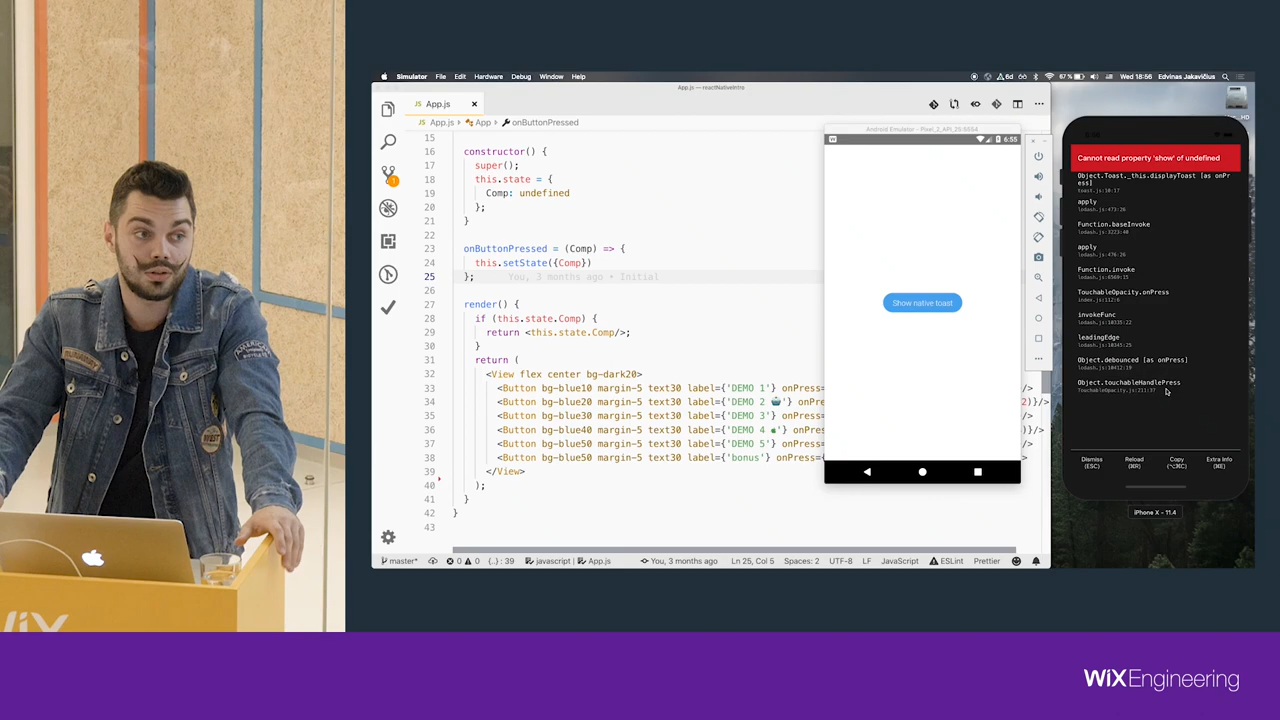 Simulator File Edit Hardware Debug Window Help
6d 67% Wed 18:56 Edvinas Jakavičius
App.js — reactNativeIntro
JS App.js ×
JS App.js › App › onButtonPressed
15
16 constructor() {
17 super();
18 this.state = {
19 Comp: undefined
20 };
21 }
22
23 onButtonPressed = (Comp) => {
24 this.setState({Comp})
25 }; You, 3 months ago • Initial
26
27 render() {
28 if (this.state.Comp) {
29 return <this.state.Comp/>;
30 }
31 return (
32 <View flex center bg-dark20>
33 <Button bg-blue10 margin-5 text30 label={'DEMO 1'} onPress= />
34 <Button bg-blue20 margin-5 text30 label={'DEMO 2 🤖'} onPress= 2)}/>
35 <Button bg-blue30 margin-5 text30 label={'DEMO 3'} onPress= />
36 <Button bg-blue40 margin-5 text30 label={'DEMO 4 🍏'} onPress= )}/>
37 <Button bg-blue50 margin-5 text30 label={'DEMO 5'} onPress= />
38 <Button bg-blue50 margin-5 text30 label={'bonus'} onPress= )}/>
39 </View>
40 );
41 }
42 }
43
master* 0 0 {..} : 39 javascript App.js You, 3 months ago Ln 25, Col 5 Spaces: 2 UTF-8 LF JavaScript ESLint Prettier
1
Android Emulator - Pixel_2_API_25:5554
6:55
Show native toast
Cannot read property 'show' of undefined
Object.Toast._this.displayToast [as onPr
ess]
toast.js:18:17
apply
lodash.js:473:26
Function.baseInvoke
apply
lodash.js:476:26
Function.invoke
lodash.js:6569:15
TouchableOpacity.onPress
index.js:112:6
invokeFunc
lodash.js:10335:22
leadingEdge
lodash.js:10345:25
Object.debounced [as onPress]
lodash.js:10412:19
Object.touchableHandlePress
TouchableOpacity.js:211:37
Dismiss Reload Copy Extra Info
(ESC) (⌘R) (⌥⌘C) (⌘E)
iPhone X - 11.4
WiX
WiXEngineering